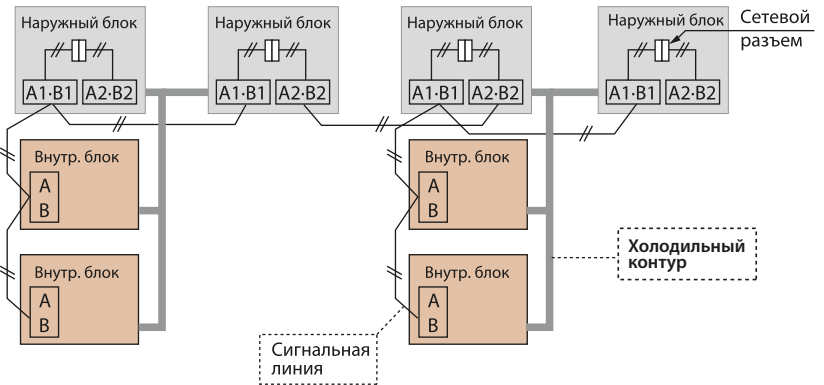 Наружный блок
A1·B1 A2·B2
Наружный блок
A1·B1 A2·B2
Наружный блок
A1·B1 A2·B2
Наружный блок
A1·B1 A2·B2
Сетевой
разъем
Внутр. блок
A
B
Внутр. блок
A
B
Внутр. блок
A
B
Внутр. блок
A
B
Холодильный
контур
Сигнальная
линия